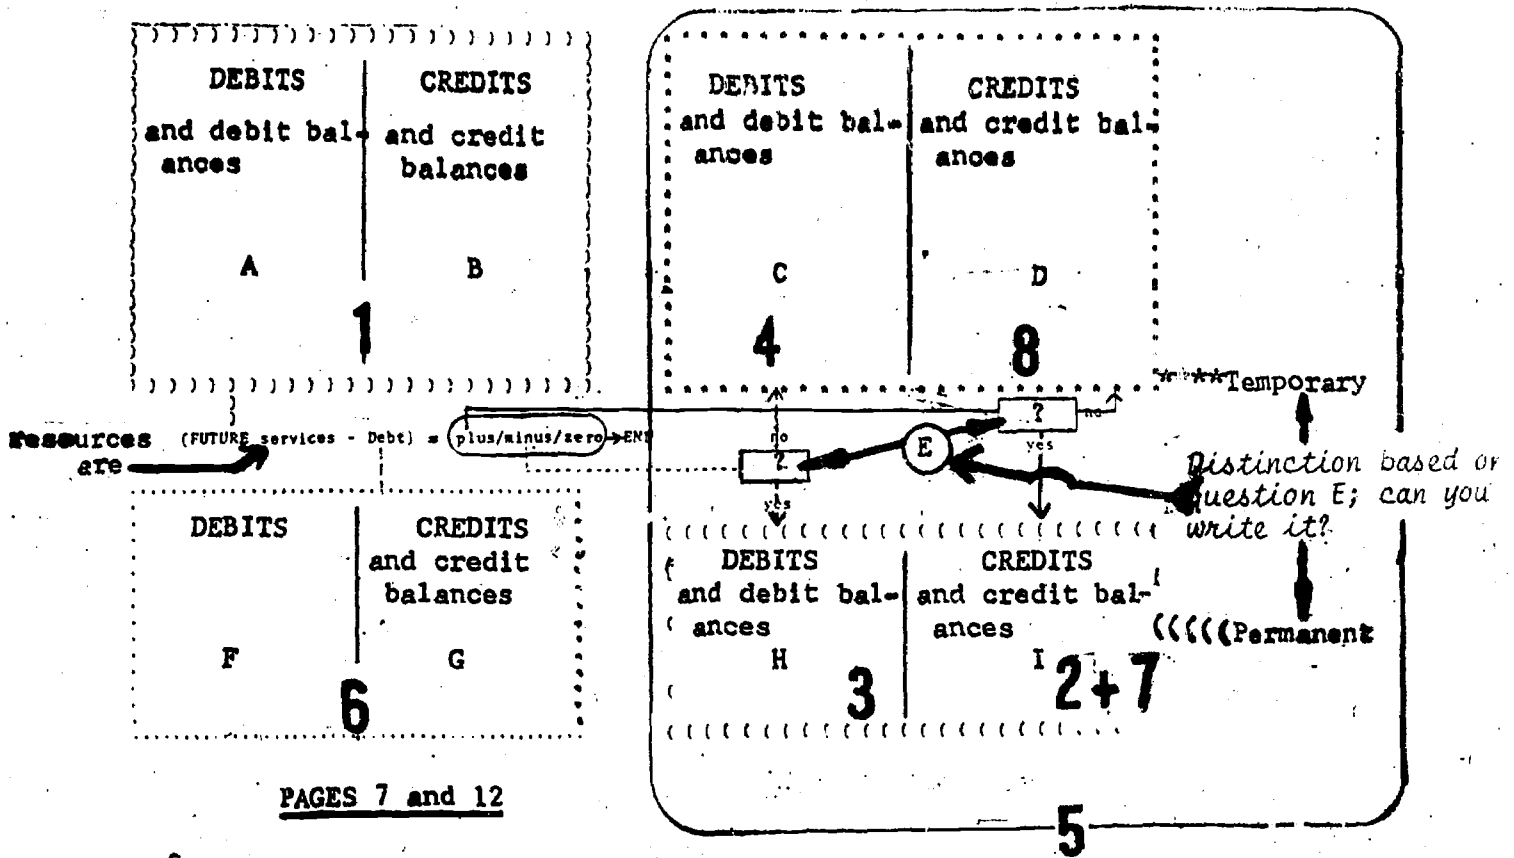 DEBITS
and debit bal-
ances
A
CREDITS
and credit
balances
B
1
DEBITS
and debit bal-
ances
C
4
CREDITS
and credit bal-
ances
D
8
****Temporary
resources
are
(FUTURE services - Debt) = plus/minus/zero
?
no
yes
?
no
yes
E
Distinction based on
question E; can you
write it?
DEBITS
F
CREDITS
and credit
balances
G
6
DEBITS
and debit bal-
ances
H
3
CREDITS
and credit bal-
ances
I
2+7
(((((Permanent
PAGES 7 and 12
5